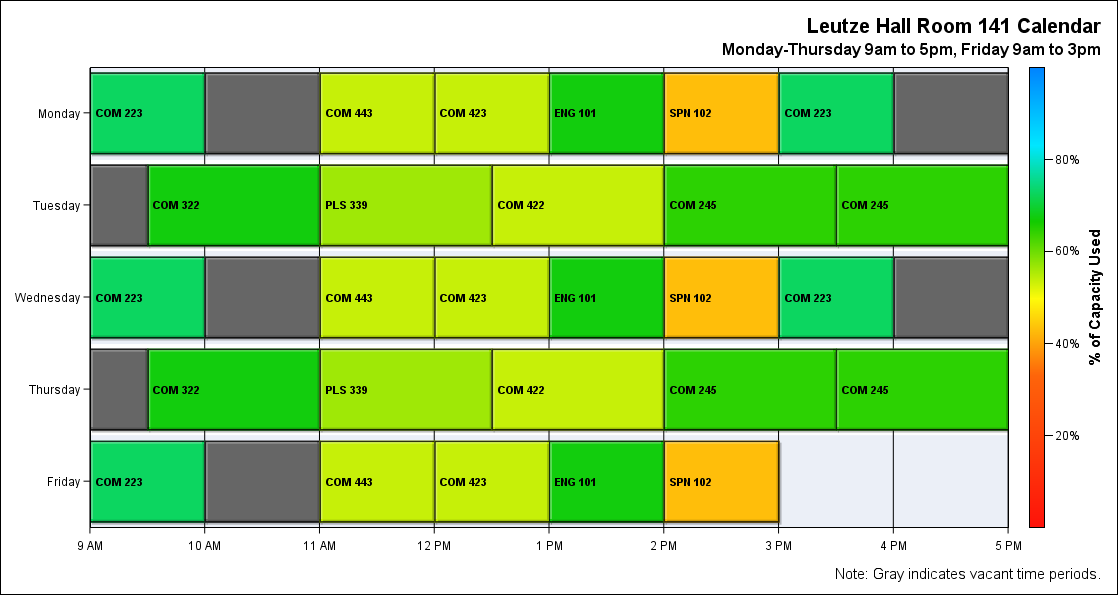 Leutze Hall Room 141 Calendar
Monday-Thursday 9am to 5pm, Friday 9am to 3pm
Monday COM 223 COM 443 COM 423 ENG 101 SPN 102 COM 223
Tuesday COM 322 PLS 339 COM 422 COM 245 COM 245
Wednesday COM 223 COM 443 COM 423 ENG 101 SPN 102 COM 223
Thursday COM 322 PLS 339 COM 422 COM 245 COM 245
Friday COM 223 COM 443 COM 423 ENG 101 SPN 102
9 AM 10 AM 11 AM 12 PM 1 PM 2 PM 3 PM 4 PM 5 PM
80%
60%
40%
20%
% of Capacity Used
Note: Gray indicates vacant time periods.